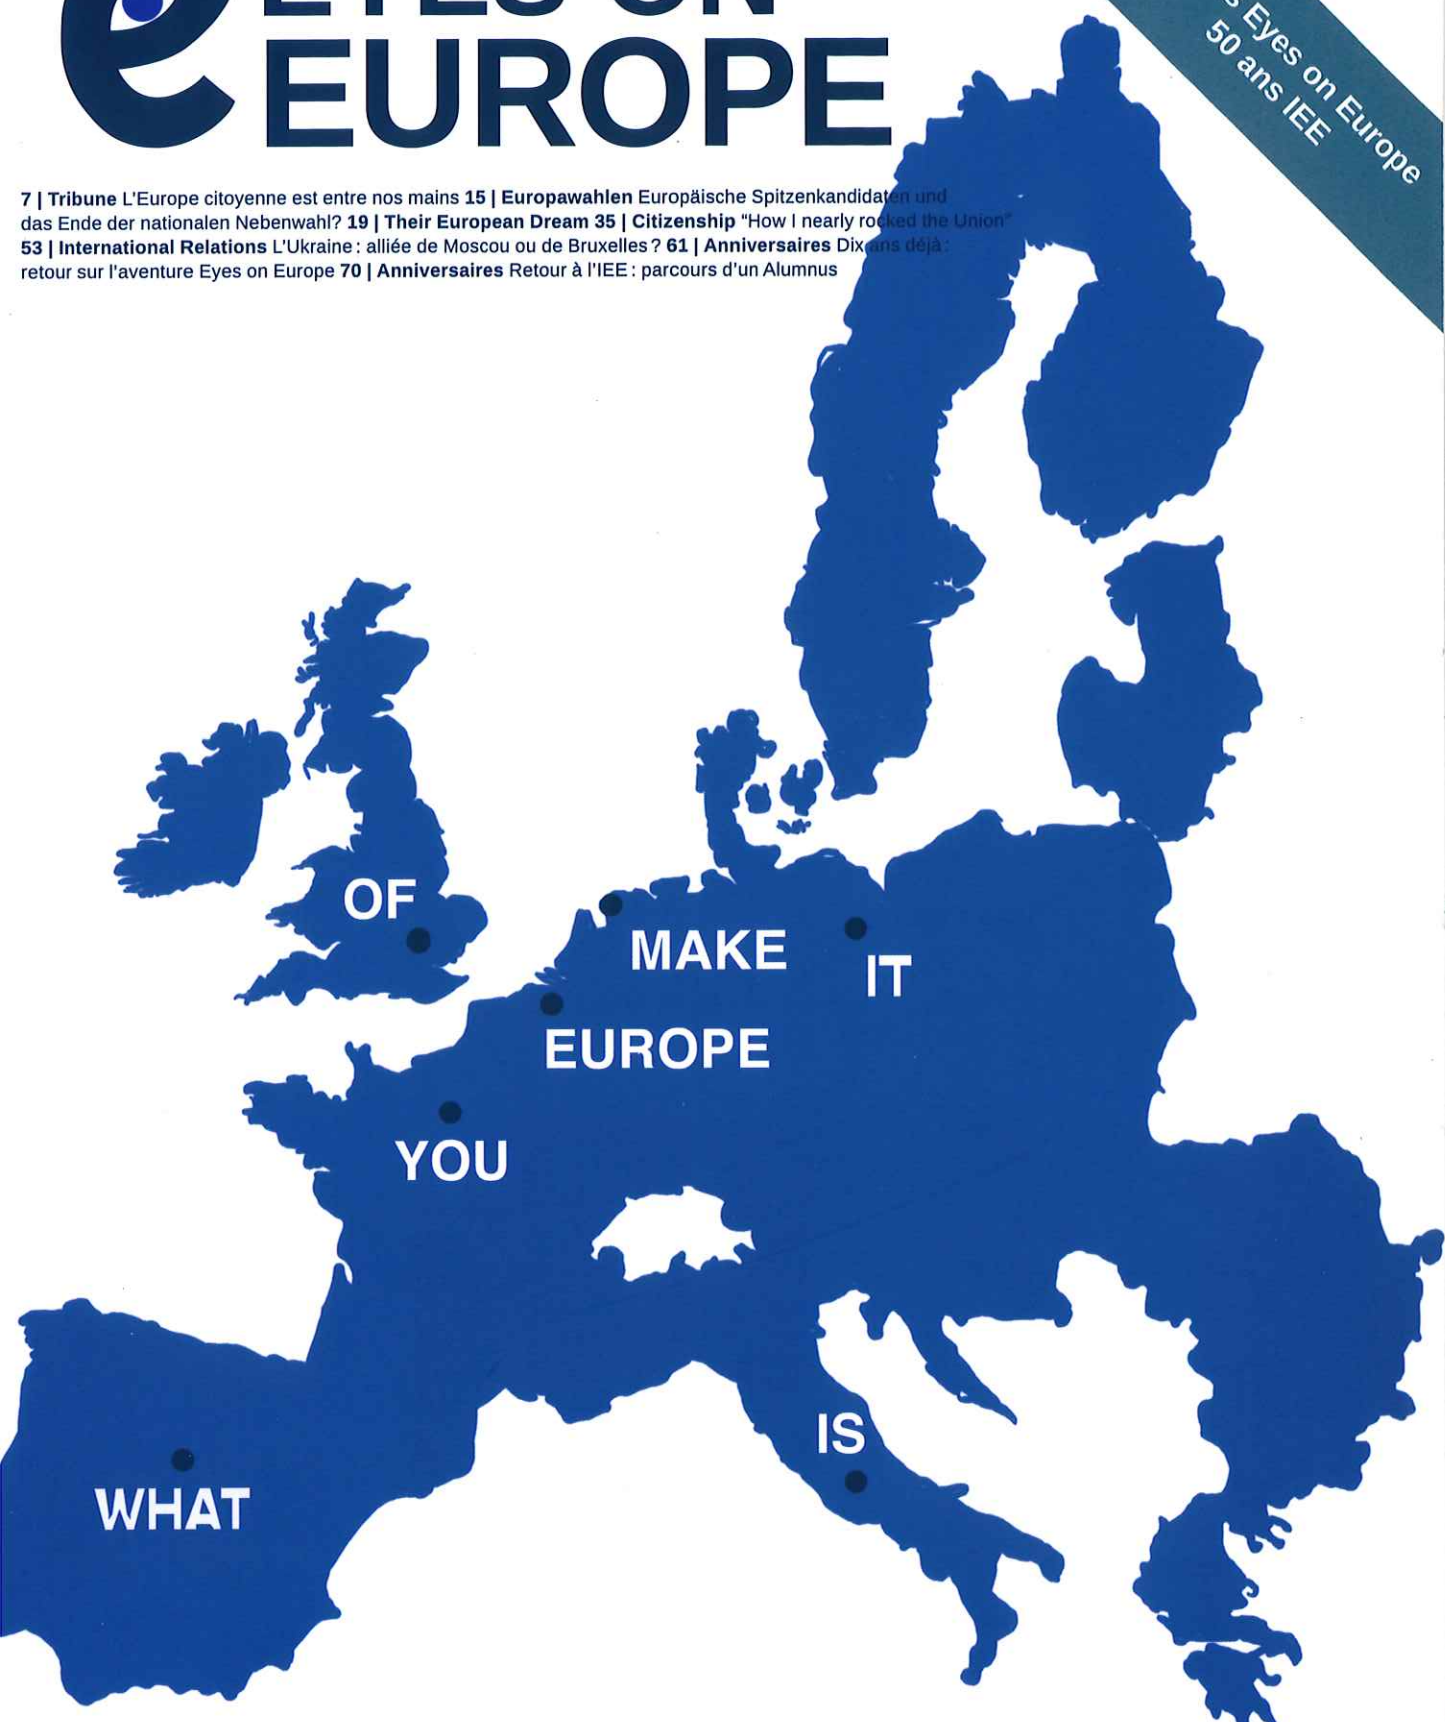 EYES ON
EUROPE
Eyes on Europe
50 ans IEE
7 | Tribune L'Europe citoyenne est entre nos mains 15 | Europawahlen Europäische Spitzenkandidaten und
das Ende der nationalen Nebenwahl? 19 | Their European Dream 35 | Citizenship "How I nearly rocked the Union"
53 | International Relations L'Ukraine : alliée de Moscou ou de Bruxelles ? 61 | Anniversaires Dix ans déjà :
retour sur l'aventure Eyes on Europe 70 | Anniversaires Retour à l'IEE : parcours d'un Alumnus
OF
MAKE
IT
EUROPE
YOU
IS
WHAT